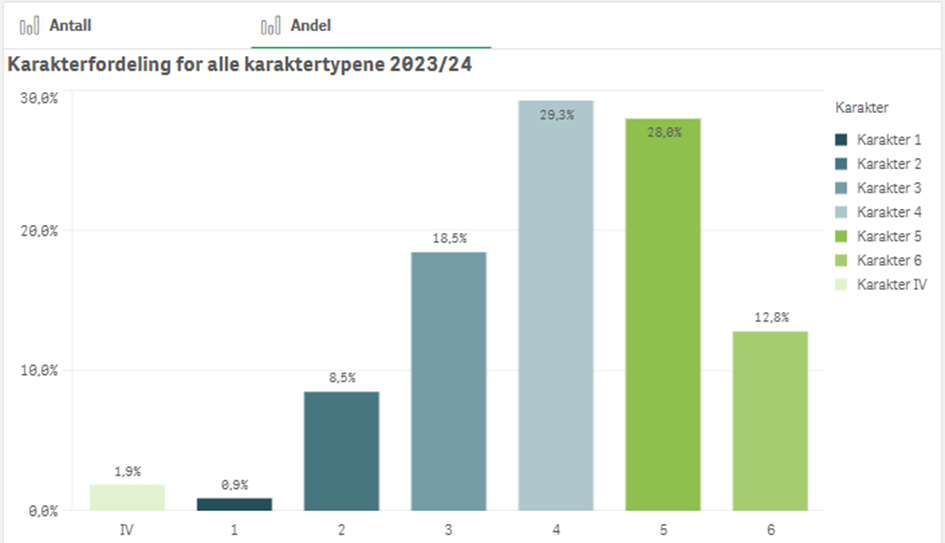 Antall Andel
Karakterfordeling for alle karaktertypene 2023/24
30,0%
20,0%
10,0%
0,0%
1,9%
0,9%
8,5%
18,5%
29,3%
28,0%
12,8%
IV 1 2 3 4 5 6
Karakter
Karakter 1
Karakter 2
Karakter 3
Karakter 4
Karakter 5
Karakter 6
Karakter IV